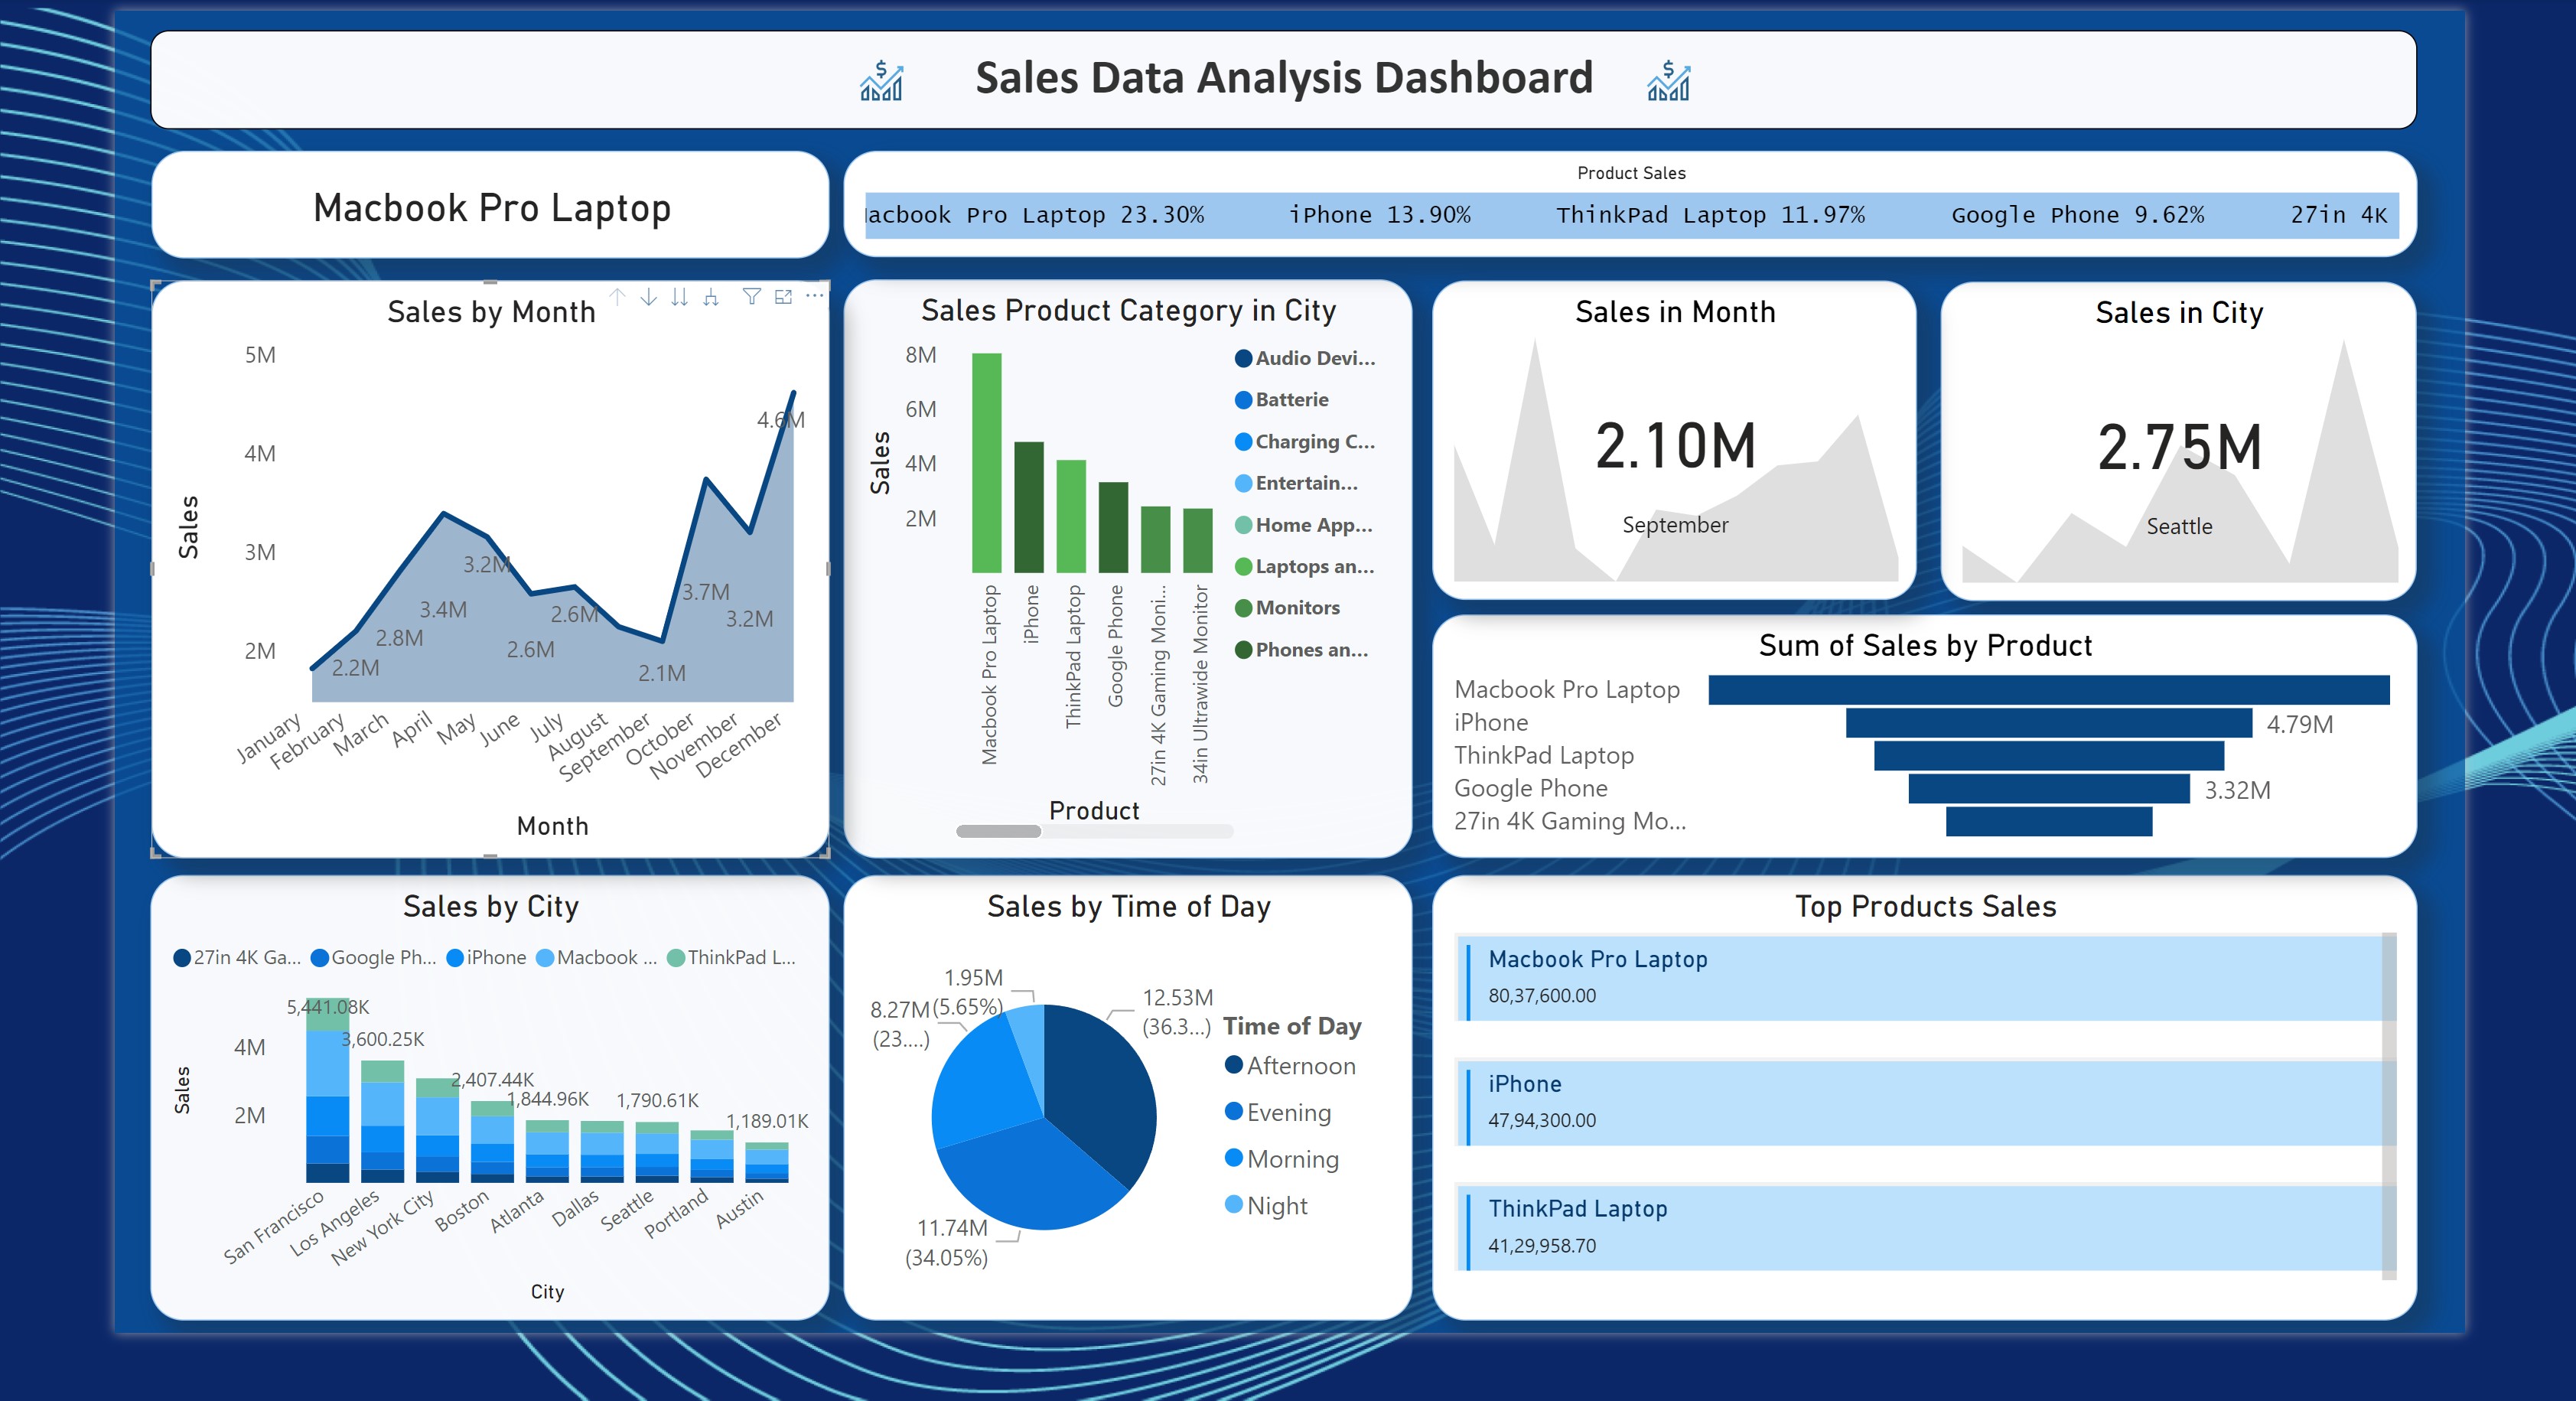 Sales Data Analysis Dashboard
Macbook Pro Laptop
Product Sales
acbook Pro Laptop 23.30% iPhone 13.90% ThinkPad Laptop 11.97% Google Phone 9.62% 27in 4K
Sales by Month
5M
4M
3M
2M
Sales
2.2M
2.8M
3.4M
3.2M
2.6M
2.6M
2.1M
3.7M
3.2M
4.6M
January
February
March
April
May
June
July
August
September
October
November
December
Month
Sales Product Category in City
8M
6M
4M
2M
Sales
Macbook Pro Laptop
iPhone
ThinkPad Laptop
Google Phone
27in 4K Gaming Moni...
34in Ultrawide Monitor
Product
Audio Devi...
Batterie
Charging C...
Entertain...
Home App...
Laptops an...
Monitors
Phones an...
Sales in Month
2.10M
September
Sales in City
2.75M
Seattle
Sum of Sales by Product
Macbook Pro Laptop
iPhone 4.79M
ThinkPad Laptop
Google Phone 3.32M
27in 4K Gaming Mo...
Sales by City
27in 4K Ga... Google Ph... iPhone Macbook ... ThinkPad L...
4M
2M
Sales
5,441.08K
3,600.25K
2,407.44K
1,844.96K
1,790.61K
1,189.01K
San Francisco
Los Angeles
New York City
Boston
Atlanta
Dallas
Seattle
Portland
Austin
City
Sales by Time of Day
1.95M
(5.65%)
8.27M
(23....)
12.53M
(36.3...)
11.74M
(34.05%)
Time of Day
Afternoon
Evening
Morning
Night
Top Products Sales
Macbook Pro Laptop
80,37,600.00
iPhone
47,94,300.00
ThinkPad Laptop
41,29,958.70